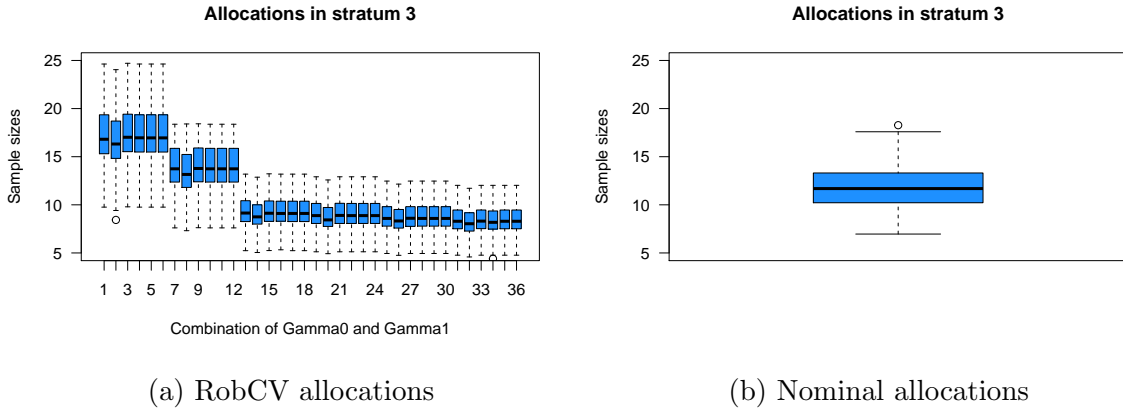 Allocations in stratum 3
Sample sizes
25
20
15
10
5
1 3 5 7 9 12 15 18 21 24 27 30 33 36
Combination of Gamma0 and Gamma1
(a) RobCV allocations
Allocations in stratum 3
Sample sizes
25
20
15
10
5
(b) Nominal allocations